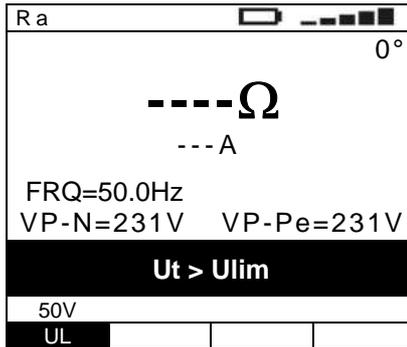 Ra
0°
----Ω
---A
FRQ=50.0Hz
VP-N=231V VP-Pe=231V
Ut > Ulim
50V
UL